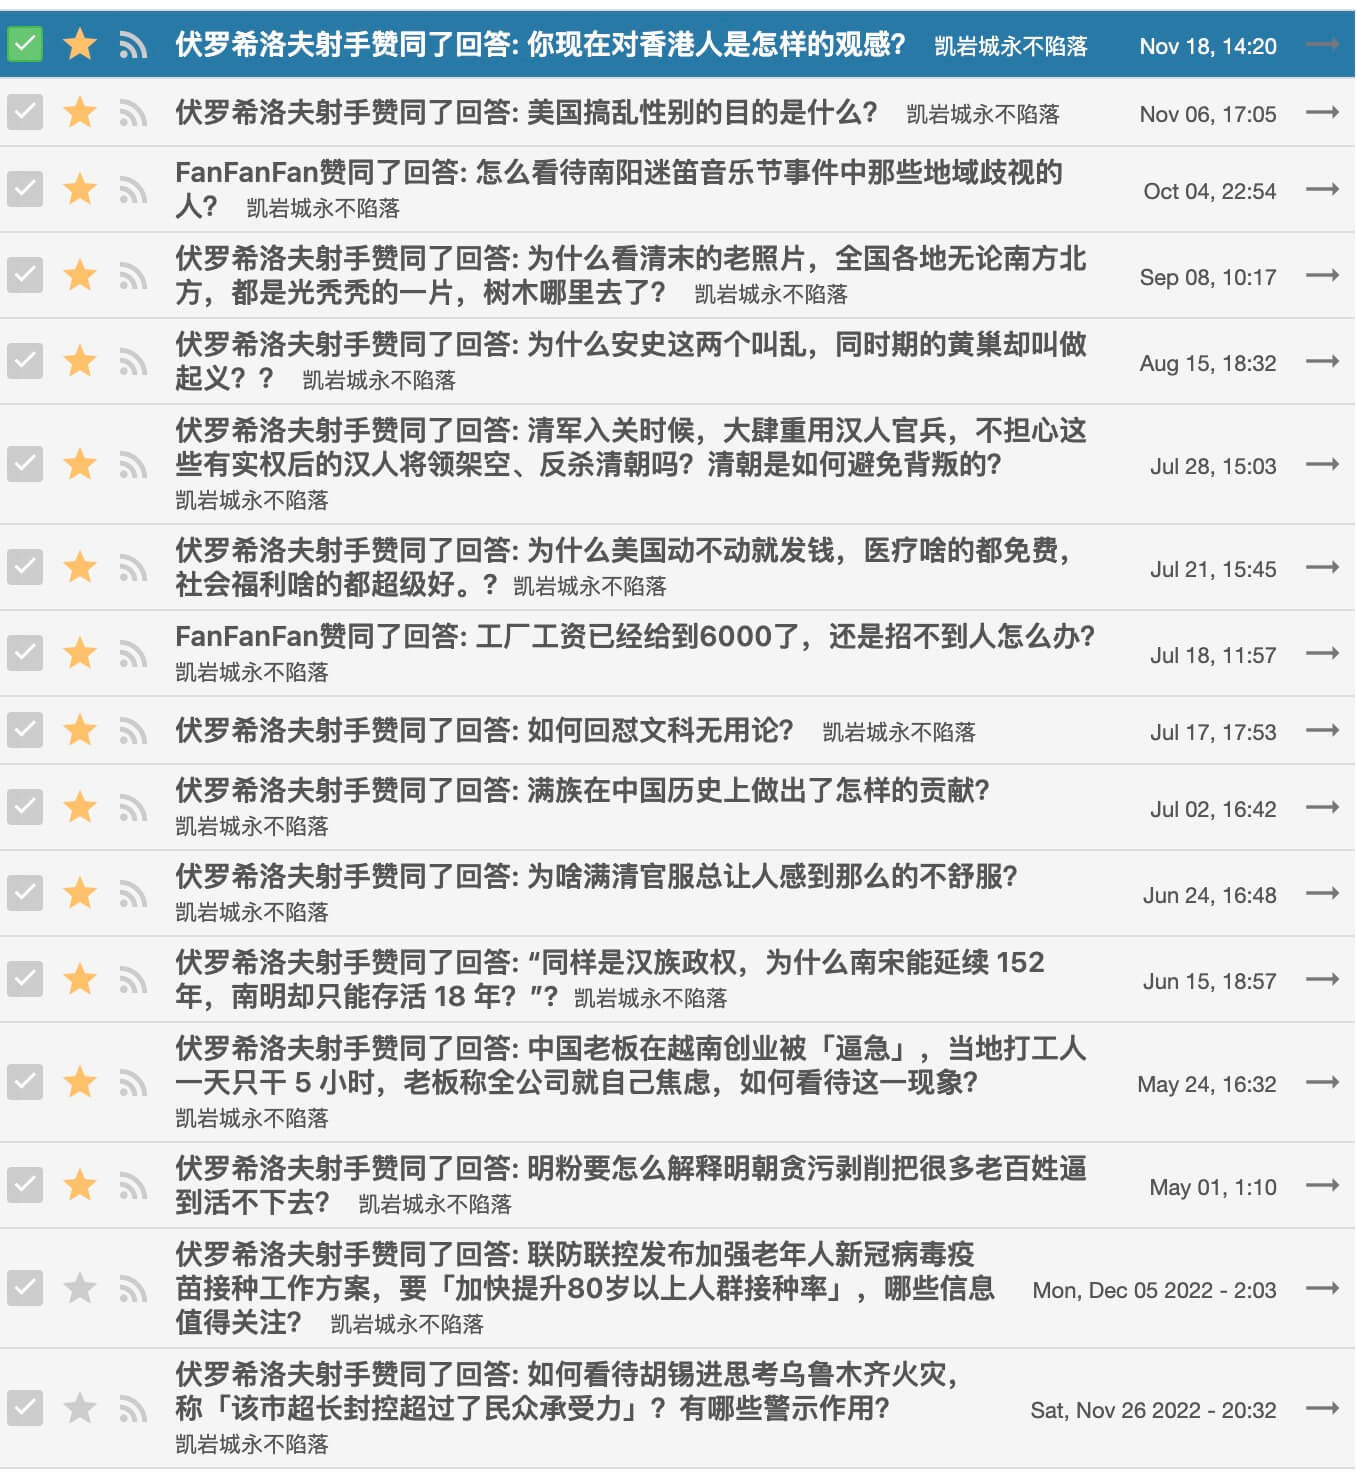 伏罗希洛夫射手赞同了回答: 你现在对香港人是怎样的观感? 凯岩城永不陷落 Nov 18, 14:20
伏罗希洛夫射手赞同了回答: 美国搞乱性别的目的是什么? 凯岩城永不陷落 Nov 06, 17:05
FanFanFan赞同了回答: 怎么看待南阳迷笛音乐节事件中那些地域歧视的
人? 凯岩城永不陷落 Oct 04, 22:54
伏罗希洛夫射手赞同了回答: 为什么看清末的老照片，全国各地无论南方北
方，都是光秃秃的一片，树木哪里去了? 凯岩城永不陷落 Sep 08, 10:17
伏罗希洛夫射手赞同了回答: 为什么安史这两个叫乱，同时期的黄巢却叫做
起义? ? 凯岩城永不陷落 Aug 15, 18:32
伏罗希洛夫射手赞同了回答: 清军入关时候，大肆重用汉人官兵，不担心这
些有实权后的汉人将领架空、反杀清朝吗? 清朝是如何避免背叛的?
凯岩城永不陷落 Jul 28, 15:03
伏罗希洛夫射手赞同了回答: 为什么美国动不动就发钱，医疗啥的都免费，
社会福利啥的都超级好。? 凯岩城永不陷落 Jul 21, 15:45
FanFanFan赞同了回答: 工厂工资已经给到6000了，还是招不到人怎么办?
凯岩城永不陷落 Jul 18, 11:57
伏罗希洛夫射手赞同了回答: 如何回怼文科无用论? 凯岩城永不陷落 Jul 17, 17:53
伏罗希洛夫射手赞同了回答: 满族在中国历史上做出了怎样的贡献?
凯岩城永不陷落 Jul 02, 16:42
伏罗希洛夫射手赞同了回答: 为啥满清官服总让人感到那么的不舒服?
凯岩城永不陷落 Jun 24, 16:48
伏罗希洛夫射手赞同了回答: “同样是汉族政权，为什么南宋能延续 152
年，南明却只能存活 18 年? ”? 凯岩城永不陷落 Jun 15, 18:57
伏罗希洛夫射手赞同了回答: 中国老板在越南创业被「逼急」，当地打工人
一天只干 5 小时，老板称全公司就自己焦虑，如何看待这一现象?
凯岩城永不陷落 May 24, 16:32
伏罗希洛夫射手赞同了回答: 明粉要怎么解释明朝贪污剥削把很多老百姓逼
到活不下去? 凯岩城永不陷落 May 01, 1:10
伏罗希洛夫射手赞同了回答: 联防联控发布加强老年人新冠病毒疫
苗接种工作方案，要「加快提升80岁以上人群接种率」，哪些信息
值得关注? 凯岩城永不陷落 Mon, Dec 05 2022 - 2:03
伏罗希洛夫射手赞同了回答: 如何看待胡锡进思考乌鲁木齐火灾，
称「该市超长封控超过了民众承受力」? 有哪些警示作用?
凯岩城永不陷落 Sat, Nov 26 2022 - 20:32